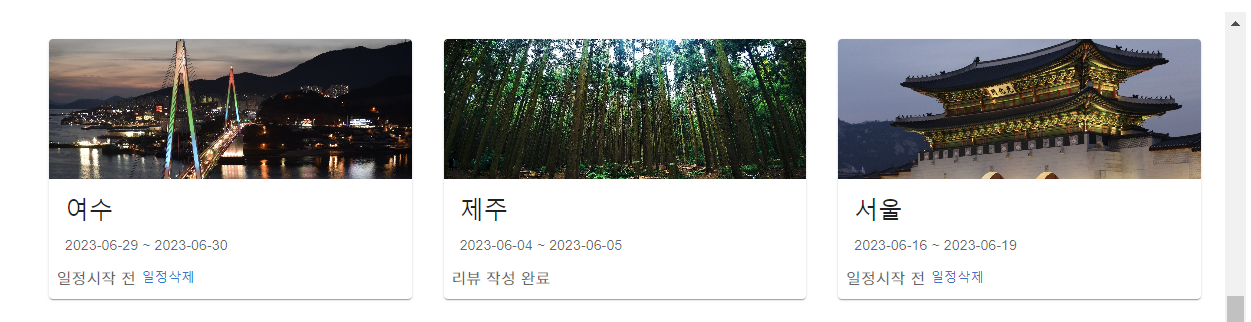 여수
2023-06-29 ~ 2023-06-30
일정시작 전 일정삭제
제주
2023-06-04 ~ 2023-06-05
리뷰 작성 완료
서울
2023-06-16 ~ 2023-06-19
일정시작 전 일정삭제